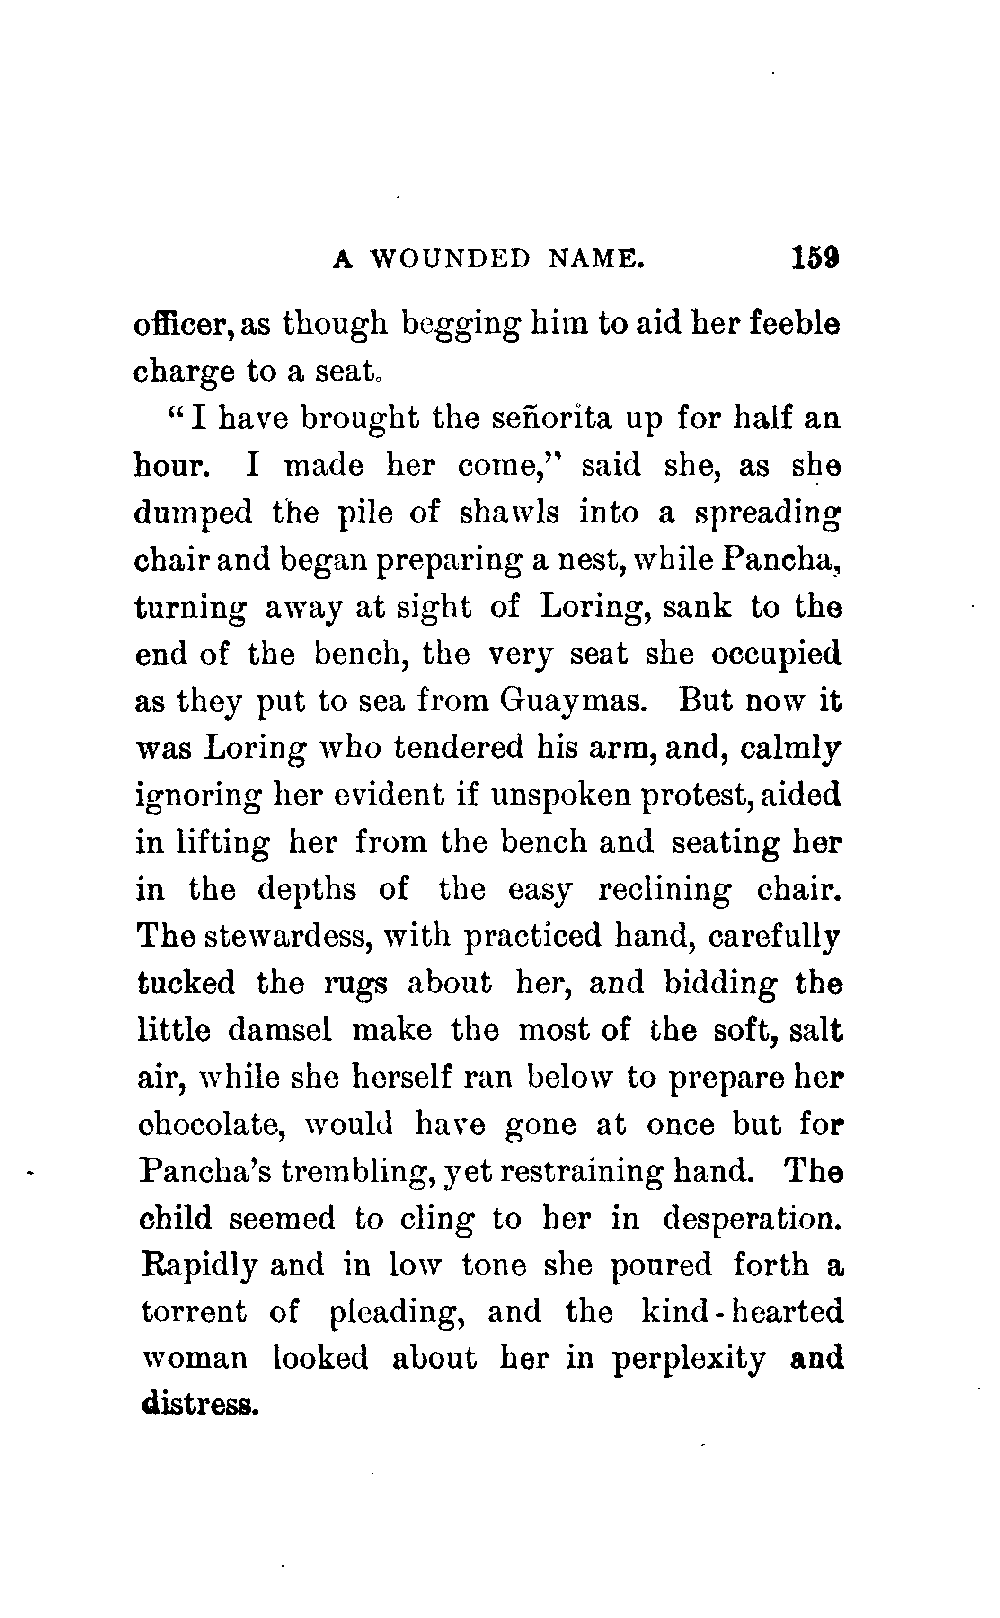 A WOUNDED NAME. 159
officer, as though begging him to aid her feeble
charge to a seat.
"I have brought the señorita up for half an
hour. I made her come," said she, as she
dumped the pile of shawls into a spreading
chair and began preparing a nest, while Pancha,
turning away at sight of Loring, sank to the
end of the bench, the very seat she occupied
as they put to sea from Guaymas. But now it
was Loring who tendered his arm, and, calmly
ignoring her evident if unspoken protest, aided
in lifting her from the bench and seating her
in the depths of the easy reclining chair.
The stewardess, with practiced hand, carefully
tucked the rugs about her, and bidding the
little damsel make the most of the soft, salt
air, while she herself ran below to prepare her
chocolate, would have gone at once but for
Pancha's trembling, yet restraining hand. The
child seemed to cling to her in desperation.
Rapidly and in low tone she poured forth a
torrent of pleading, and the kind-hearted
woman looked about her in perplexity and
distress.